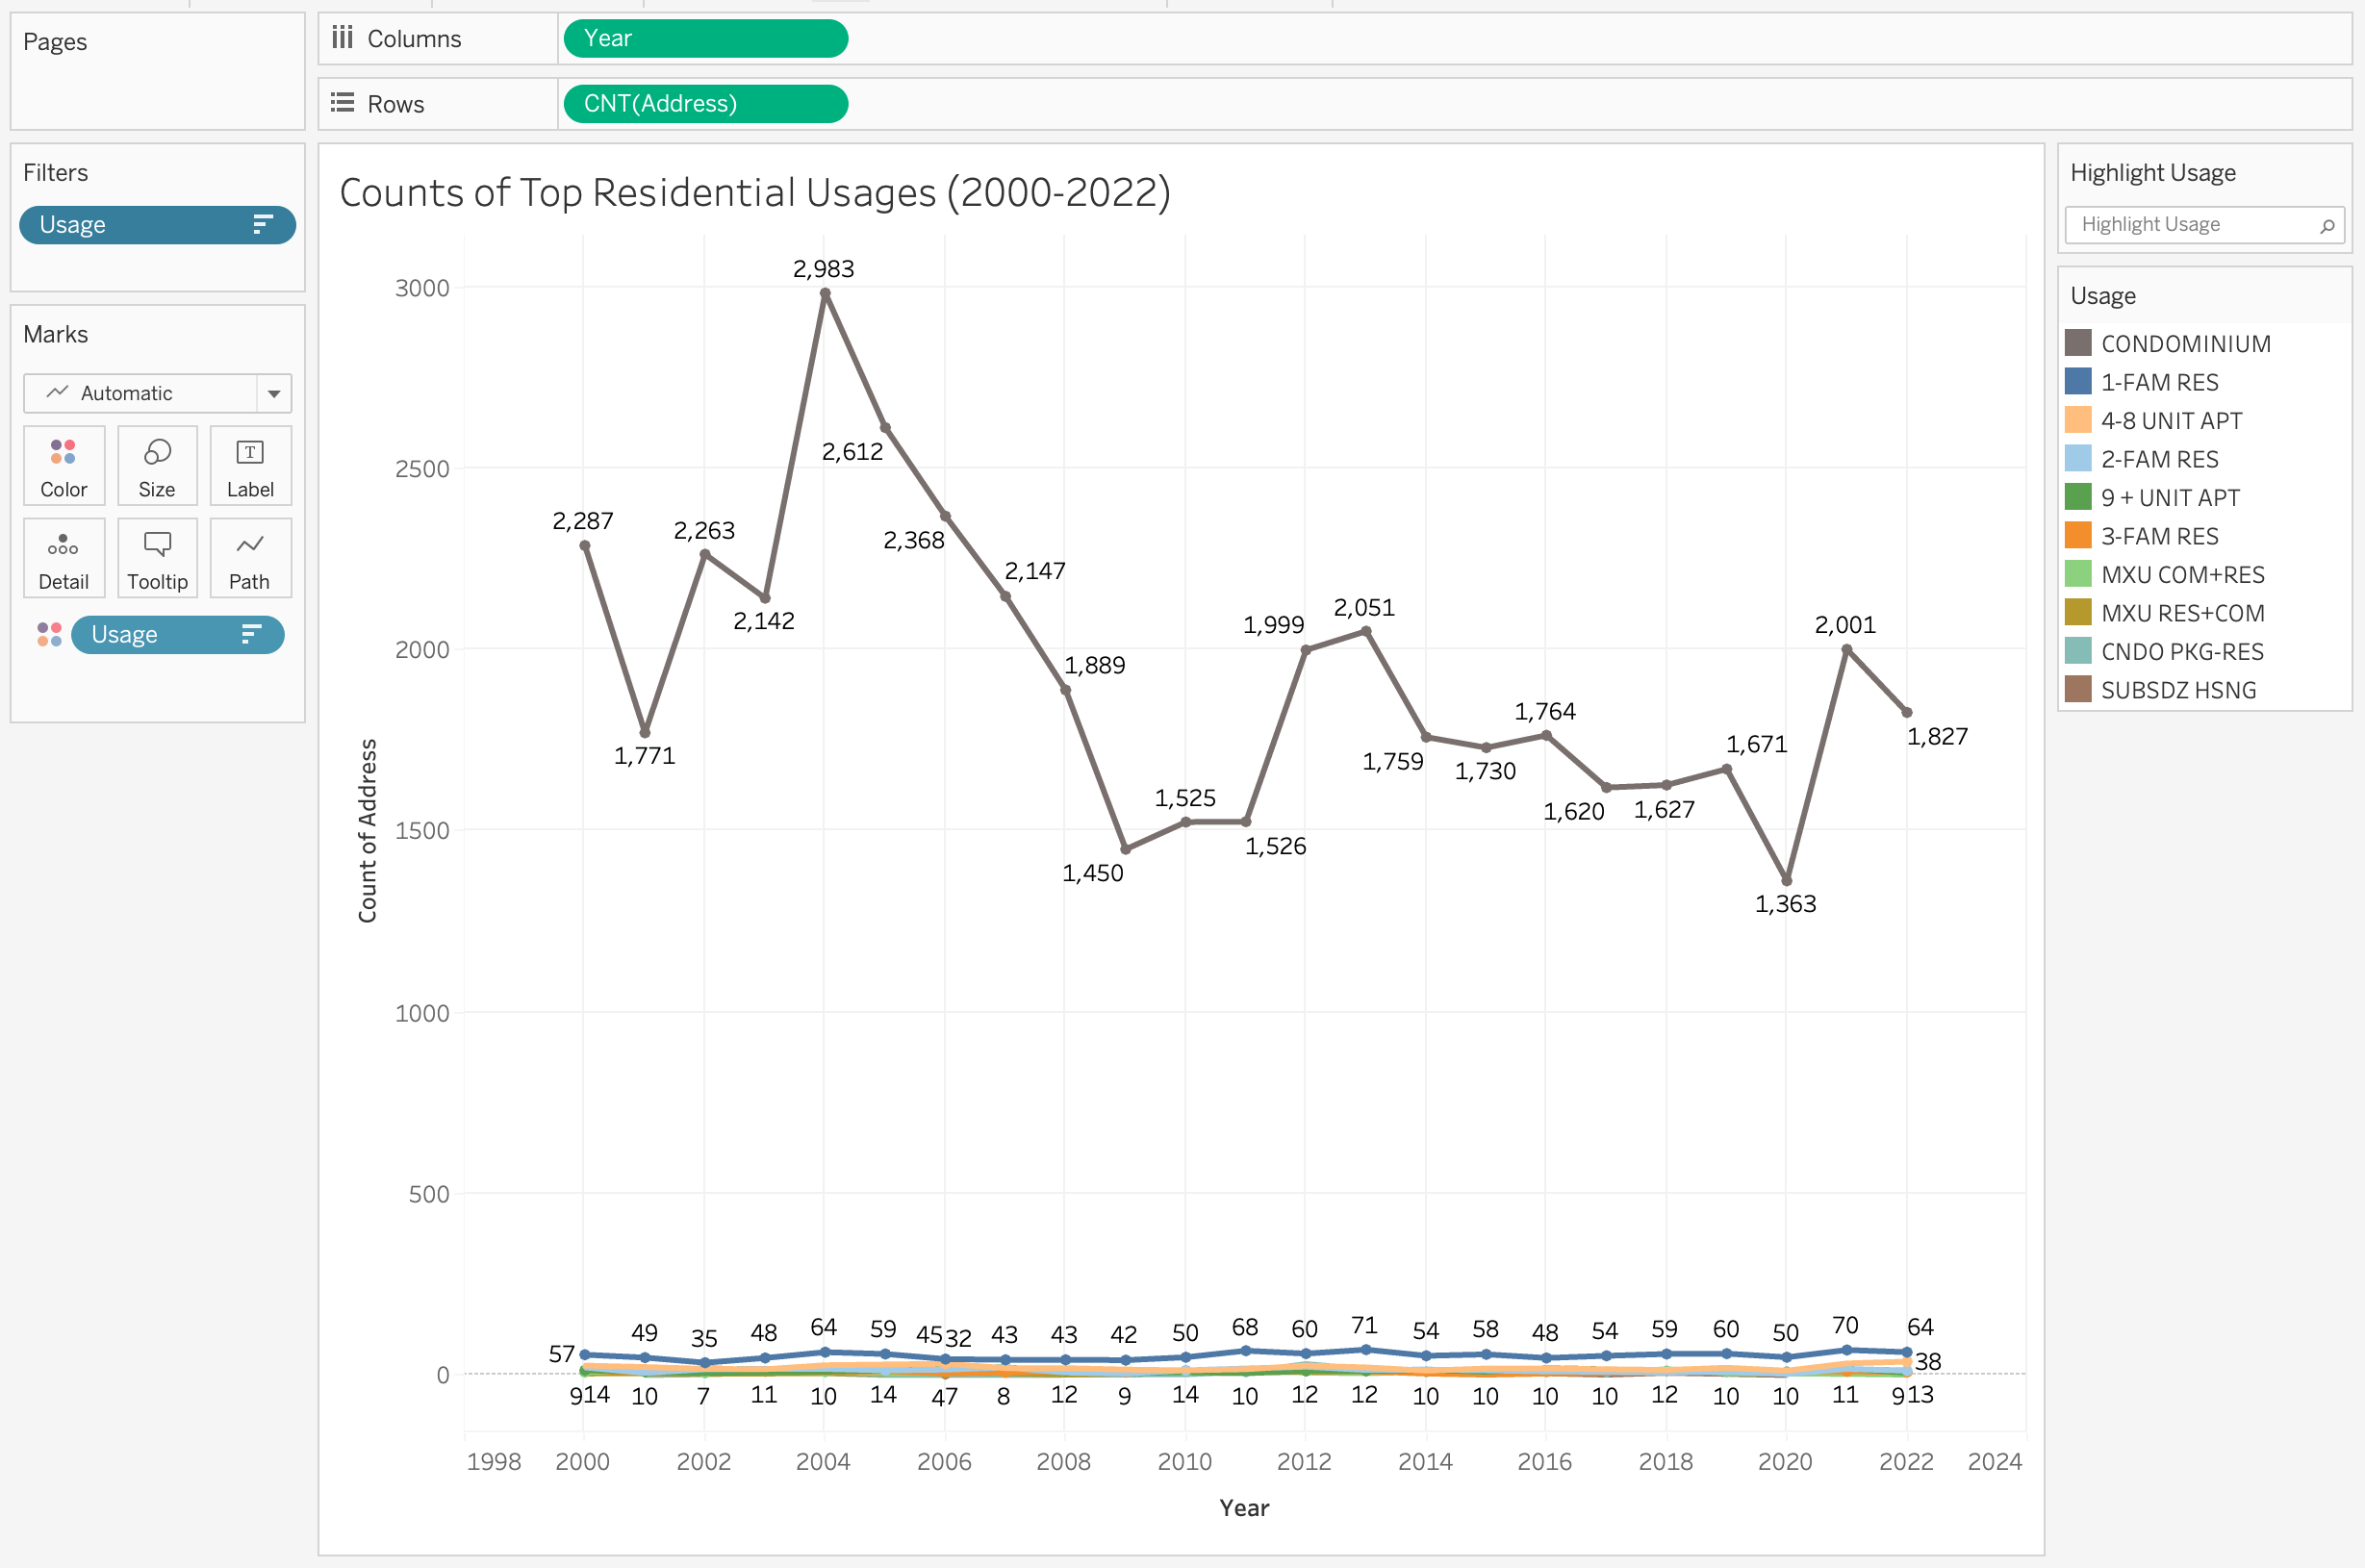 Pages
Columns
Year
Rows
CNT(Address)
Filters
Usage
Marks
Automatic
Color
Size
Label
Detail
Tooltip
Path
Usage
Counts of Top Residential Usages (2000-2022)
Count of Address
3000
2500
2000
1500
1000
500
0
2,287
1,771
2,263
2,142
2,983
2,612
2,368
2,147
1,889
1,450
1,525
1,526
1,999
2,051
1,759
1,730
1,764
1,620
1,627
1,671
1,363
2,001
1,827
57 49 35 48 64 59 45 32 43 43 42 50 68 60 71 54 58 48 54 59 60 50 70 64
38
9 14 10 7 11 10 14 4 7 8 12 9 14 10 12 12 10 10 10 10 12 10 10 11 9 13
1998 2000 2002 2004 2006 2008 2010 2012 2014 2016 2018 2020 2022 2024
Year
Highlight Usage
Highlight Usage
Usage
CONDOMINIUM
1-FAM RES
4-8 UNIT APT
2-FAM RES
9 + UNIT APT
3-FAM RES
MXU COM+RES
MXU RES+COM
CNDO PKG-RES
SUBSDZ HSNG